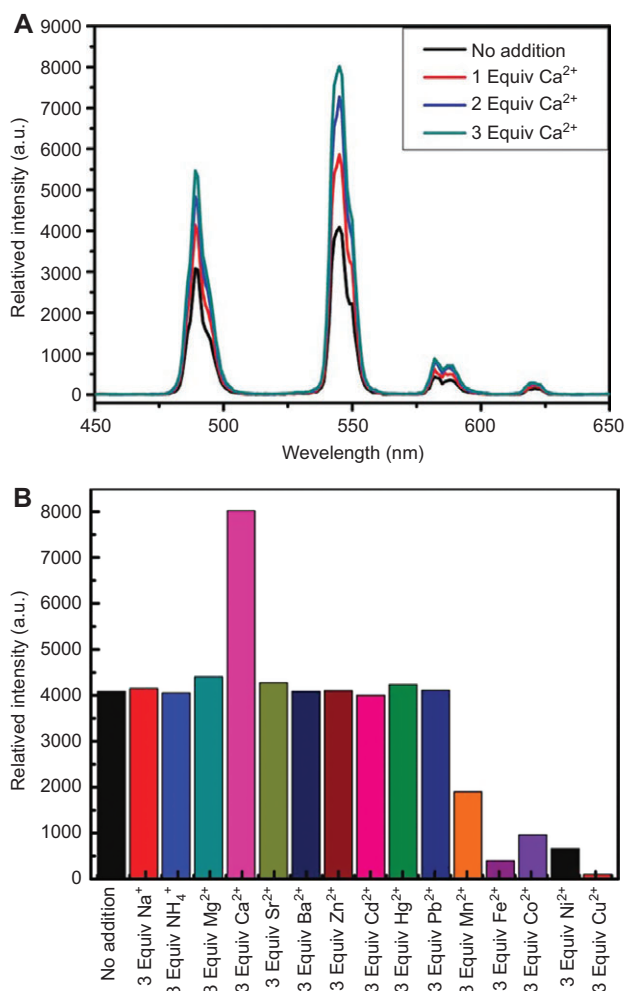 A
9000
8000
7000
6000
5000
4000
3000
2000
1000
0
Relatived intensity (a.u.)
No addition
1 Equiv Ca²⁺
2 Equiv Ca²⁺
3 Equiv Ca²⁺
450
500
550
600
650
Wevelength (nm)
B
8000
7000
6000
5000
4000
3000
2000
1000
0
Relatived intensity (a.u.)
No addition
3 Equiv Na⁺
3 Equiv NH₄⁺
3 Equiv Mg²⁺
3 Equiv Ca²⁺
3 Equiv Sr²⁺
3 Equiv Ba²⁺
3 Equiv Zn²⁺
3 Equiv Cd²⁺
3 Equiv Hg²⁺
3 Equiv Pb²⁺
3 Equiv Mn²⁺
3 Equiv Fe²⁺
3 Equiv Co²⁺
3 Equiv Ni²⁺
3 Equiv Cu²⁺